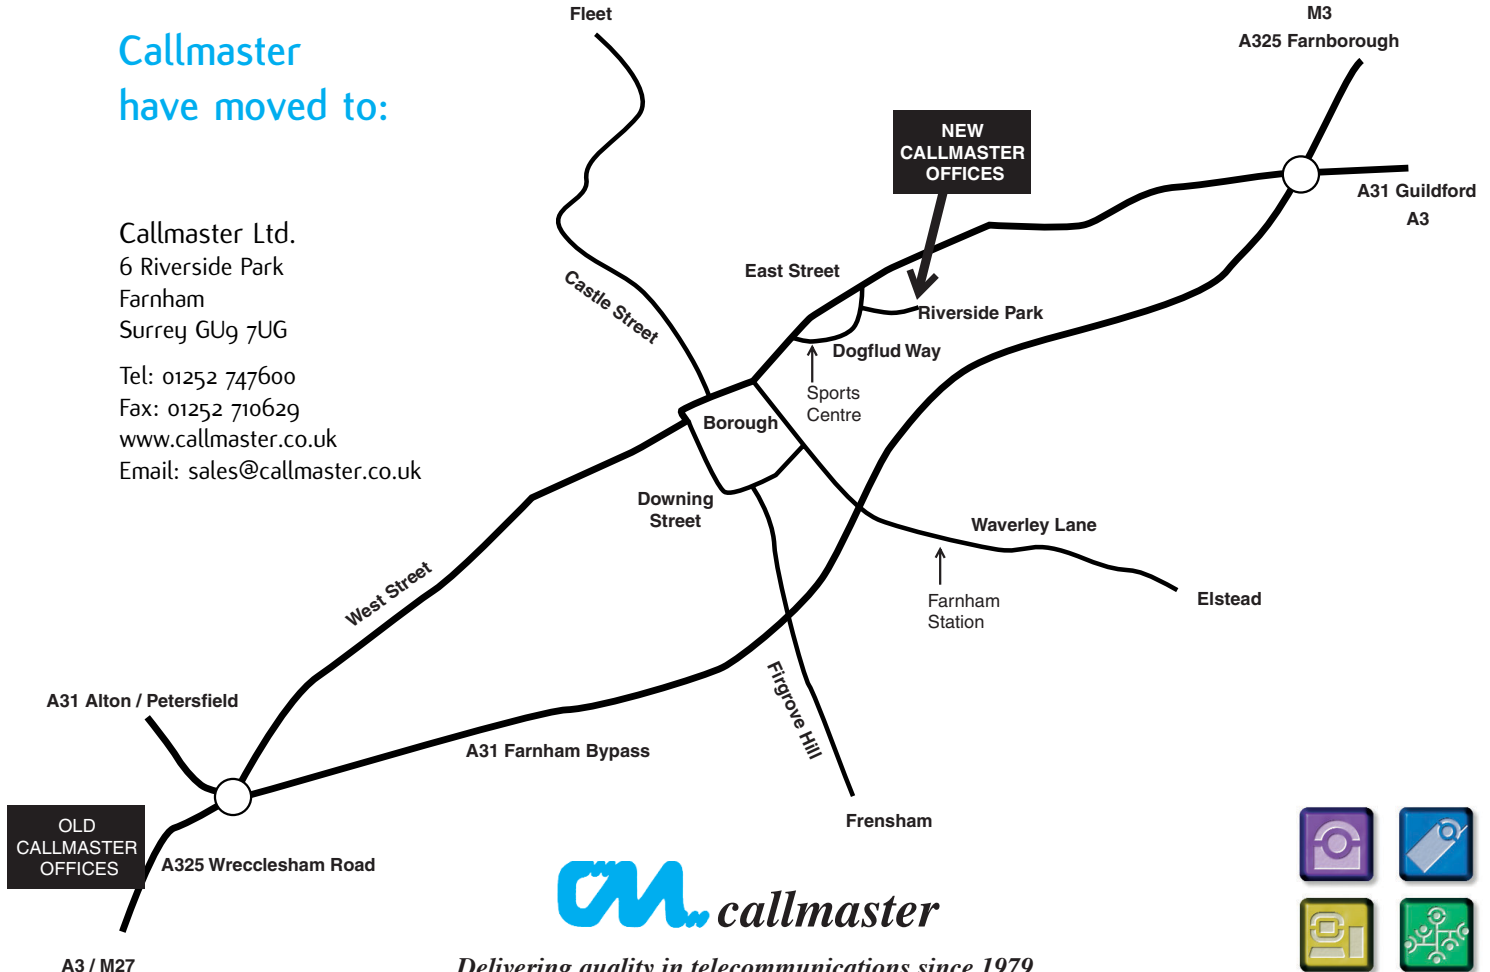 Callmaster
have moved to:
Callmaster Ltd.
6 Riverside Park
Farnham
Surrey GU9 7UG
Tel: 01252 747600
Fax: 01252 710629
www.callmaster.co.uk
Email: sales@callmaster.co.uk
Fleet
M3
A325 Farnborough
NEW
CALLMASTER
OFFICES
A31 Guildford
A3
East Street
Castle Street
Riverside Park
Dogflud Way
Sports
Centre
Borough
Downing
Street
Waverley Lane
West Street
Farnham
Station
Elstead
A31 Alton / Petersfield
Firgrove Hill
A31 Farnham Bypass
Frensham
OLD
CALLMASTER
OFFICES
A325 Wrecclesham Road
A3 / M27
CM callmaster
Delivering quality in telecommunications since 1979